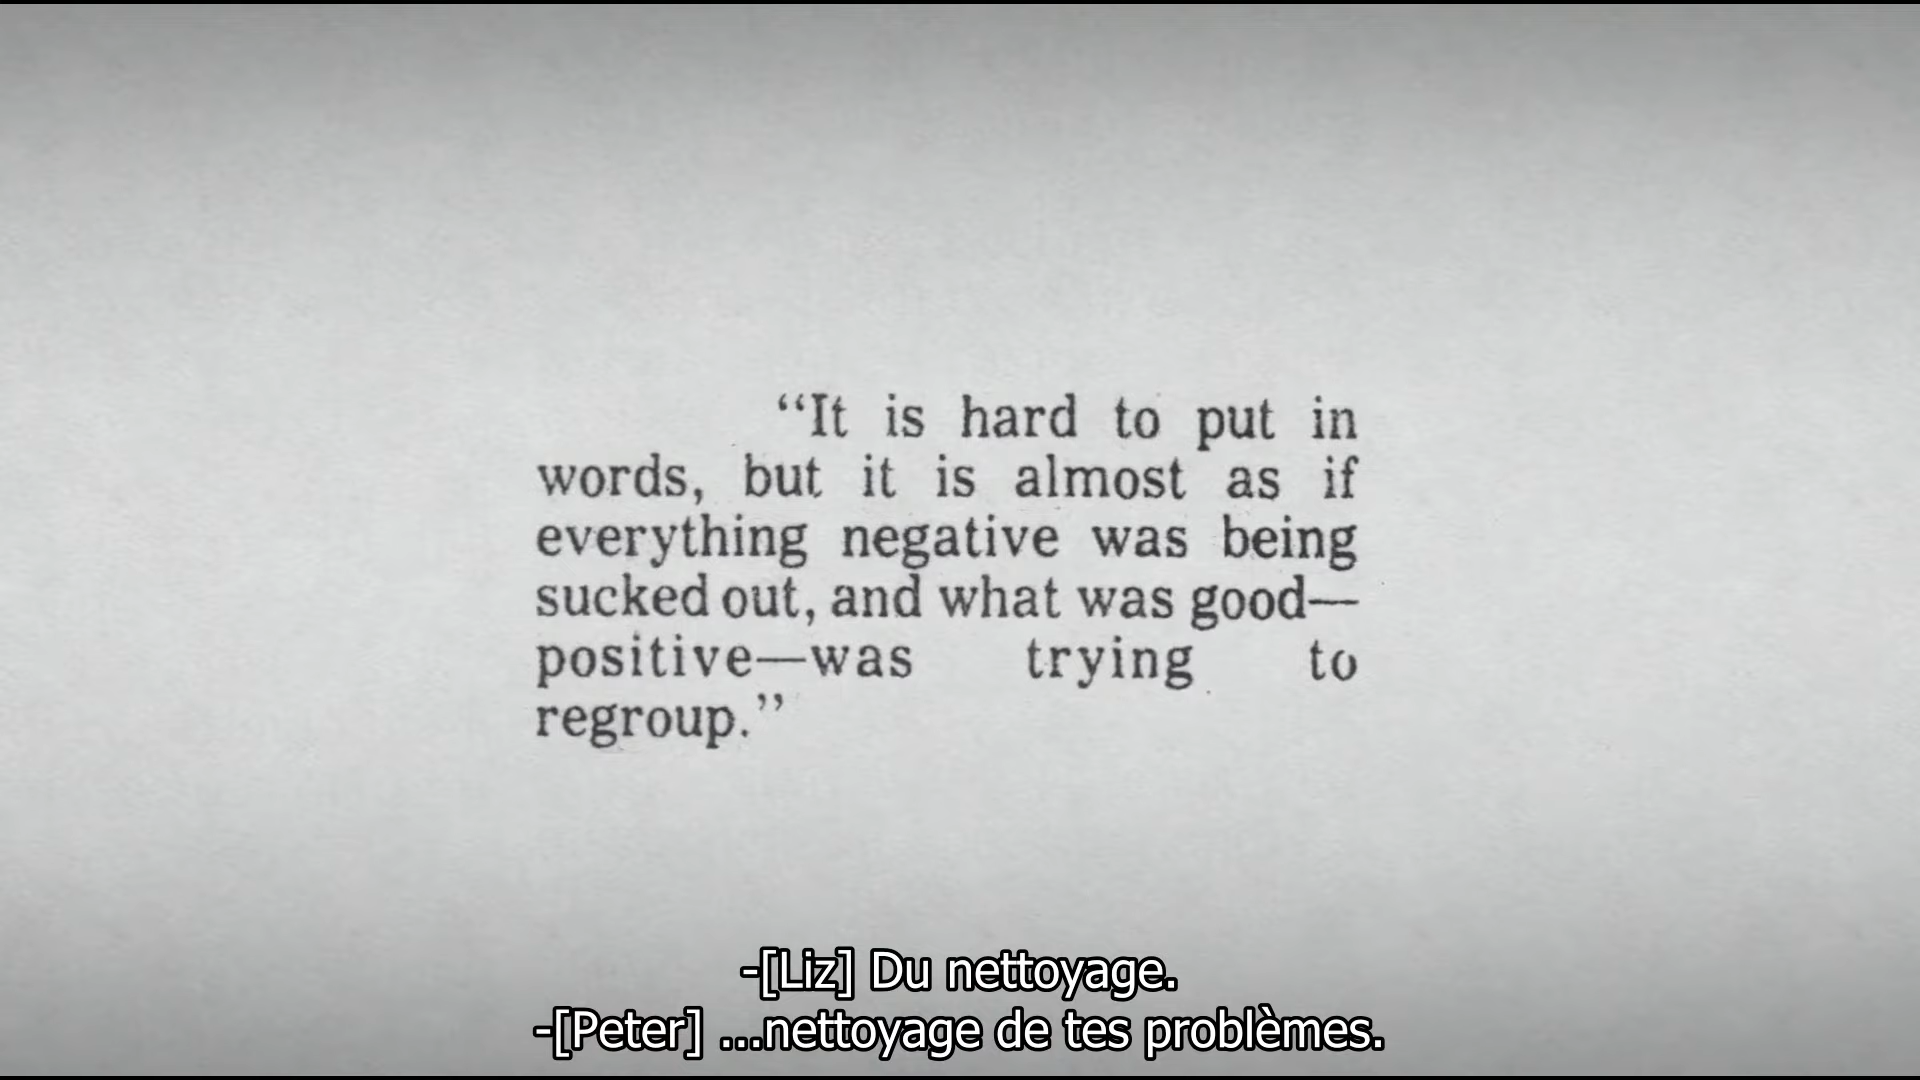 “It is hard to put in
words, but it is almost as if
everything negative was being
sucked out, and what was good—
positive—was trying to
regroup.”
-[Liz] Du nettoyage.
-[Peter] ...nettoyage de tes problèmes.